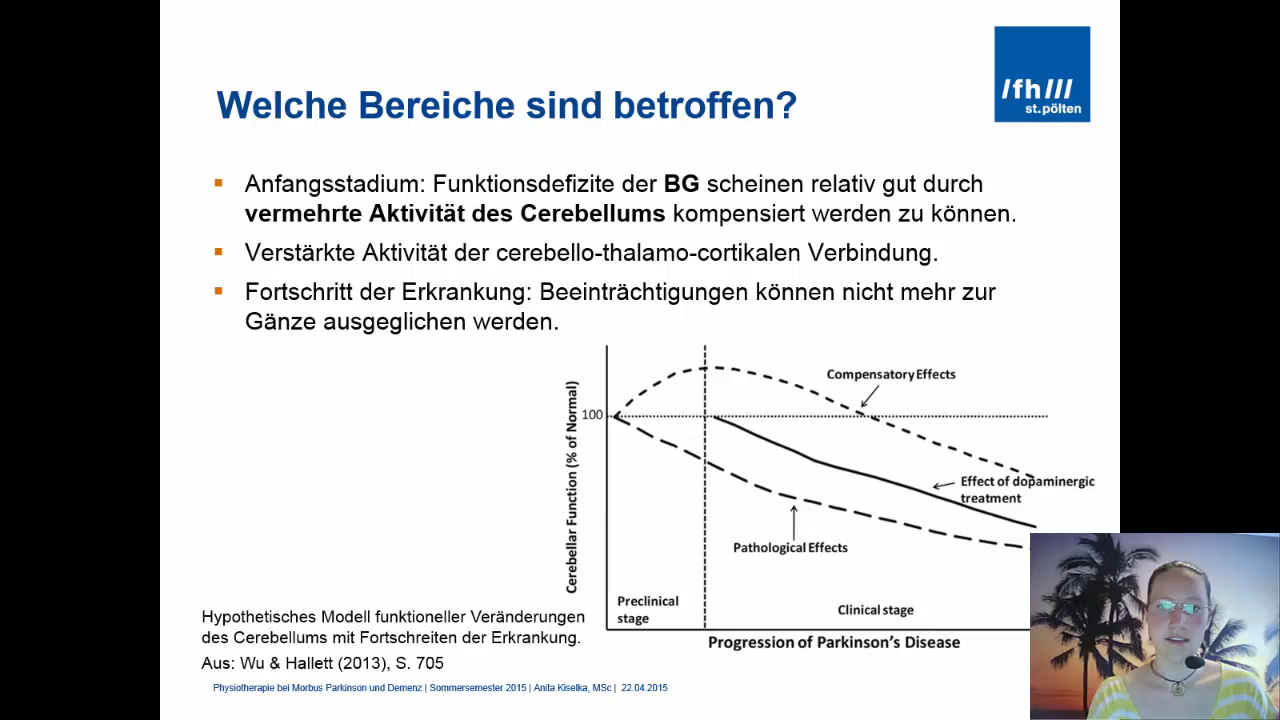 /fh///
st.pölten
Welche Bereiche sind betroffen?
Anfangsstadium: Funktionsdefizite der BG scheinen relativ gut durch
vermehrte Aktivität des Cerebellums kompensiert werden zu können.
Verstärkte Aktivität der cerebello-thalamo-cortikalen Verbindung.
Fortschritt der Erkrankung: Beeinträchtigungen können nicht mehr zur
Gänze ausgeglichen werden.
Cerebellar Function (% of Normal)
100
Compensatory Effects
Effect of dopaminergic
treatment
Pathological Effects
Preclinical
stage
Clinical stage
Progression of Parkinson's Disease
Hypothetisches Modell funktioneller Veränderungen
des Cerebellums mit Fortschreiten der Erkrankung.
Aus: Wu & Hallett (2013), S. 705
Physiotherapie bei Morbus Parkinson und Demenz | Sommersemester 2015 | Anita Kiselka, MSc | 22.04.2015